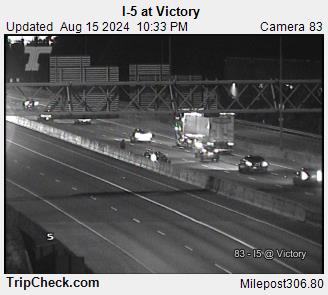 I-5 at Victory
Updated Aug 15 2024 10:33 PM Camera 83
T
S
83 - I5 @ Victory
TripCheck.com Milepost306.80